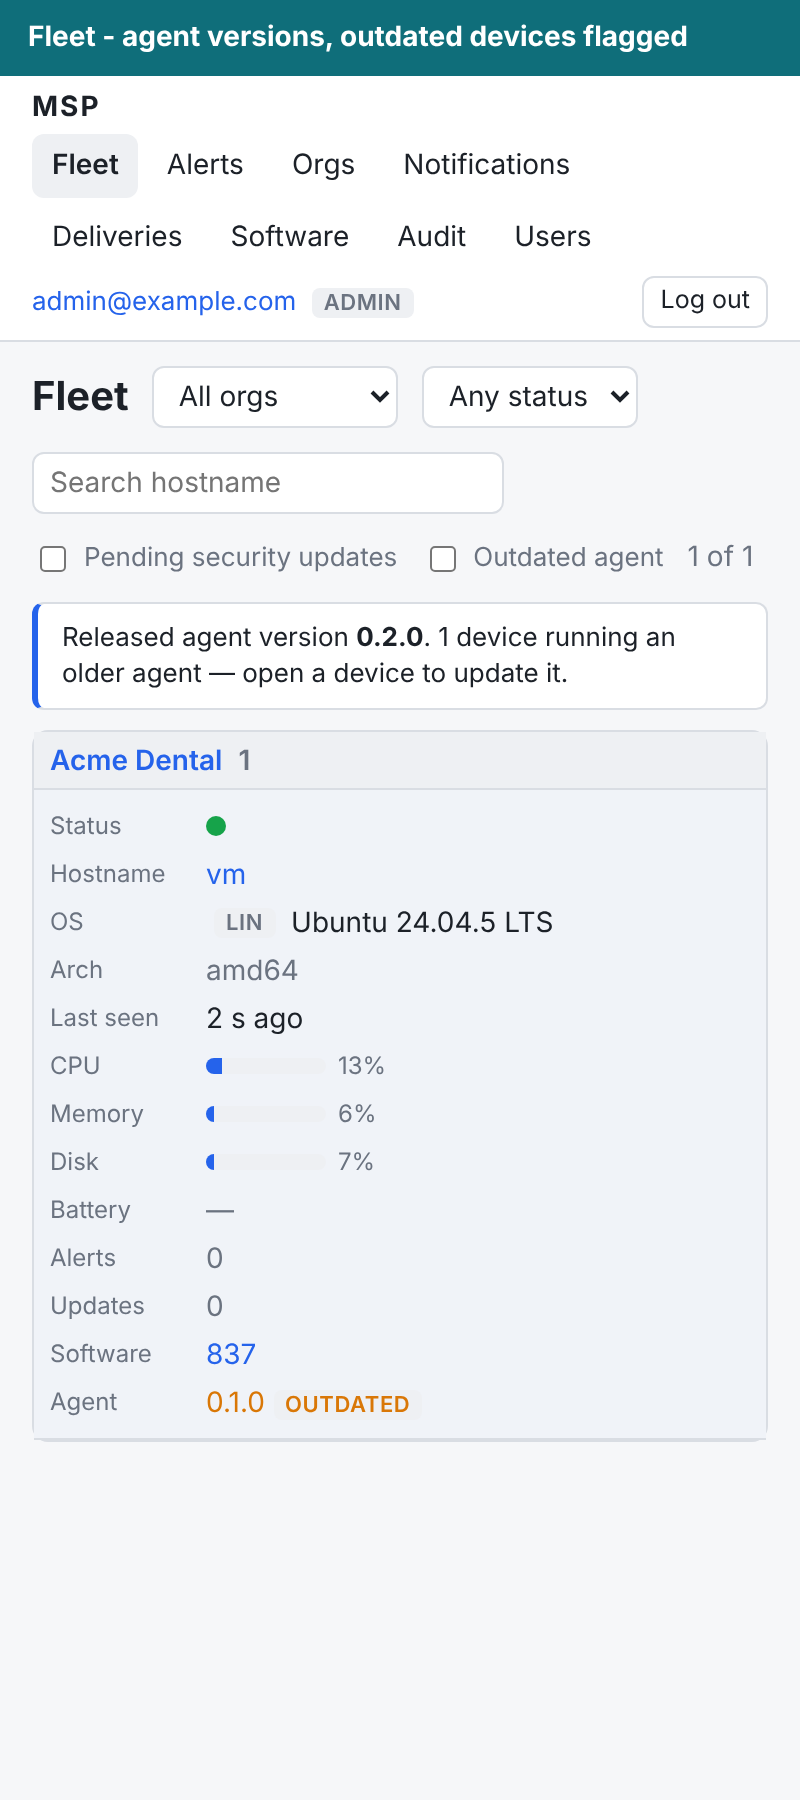 Fleet - agent versions, outdated devices flagged
MSP
Fleet Alerts Orgs Notifications
Deliveries Software Audit Users
admin@example.com ADMIN Log out
Fleet All orgs Any status
Search hostname
Pending security updates Outdated agent 1 of 1
Released agent version 0.2.0. 1 device running an
older agent — open a device to update it.
Acme Dental 1
Status
Hostname vm
OS LIN Ubuntu 24.04.5 LTS
Arch amd64
Last seen 2 s ago
CPU 13%
Memory 6%
Disk 7%
Battery —
Alerts 0
Updates 0
Software 837
Agent 0.1.0 OUTDATED